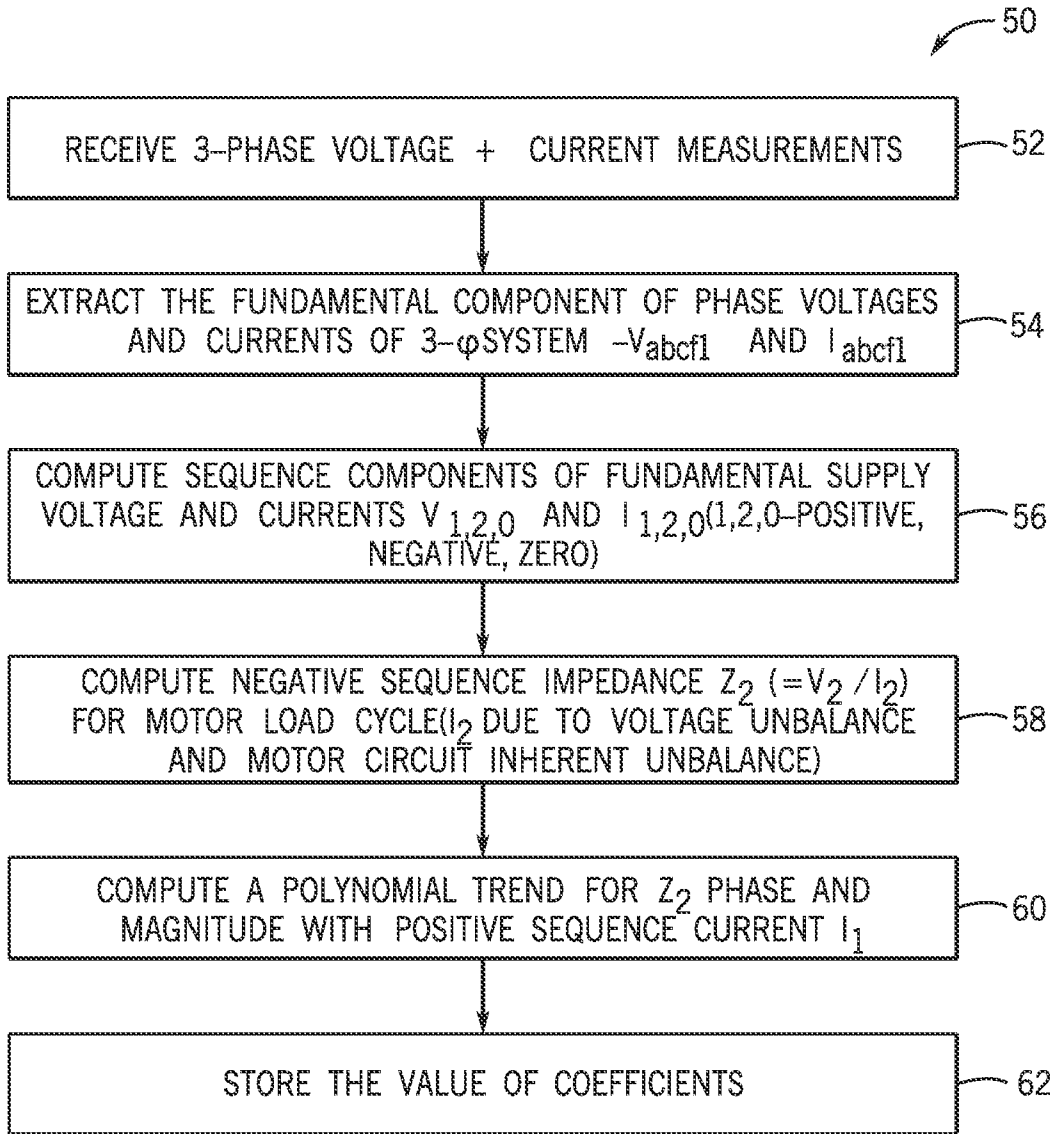 50
RECEIVE 3-PHASE VOLTAGE + CURRENT MEASUREMENTS
52
EXTRACT THE FUNDAMENTAL COMPONENT OF PHASE VOLTAGES
AND CURRENTS OF 3-φ SYSTEM -Vabcf1 AND Iabcf1
54
COMPUTE SEQUENCE COMPONENTS OF FUNDAMENTAL SUPPLY
VOLTAGE AND CURRENTS V1,2,0 AND I1,2,0(1,2,0-POSITIVE,
NEGATIVE, ZERO)
56
COMPUTE NEGATIVE SEQUENCE IMPEDANCE Z2 (=V2/I2)
FOR MOTOR LOAD CYCLE(I2 DUE TO VOLTAGE UNBALANCE
AND MOTOR CIRCUIT INHERENT UNBALANCE)
58
COMPUTE A POLYNOMIAL TREND FOR Z2 PHASE AND
MAGNITUDE WITH POSITIVE SEQUENCE CURRENT I1
60
STORE THE VALUE OF COEFFICIENTS
62